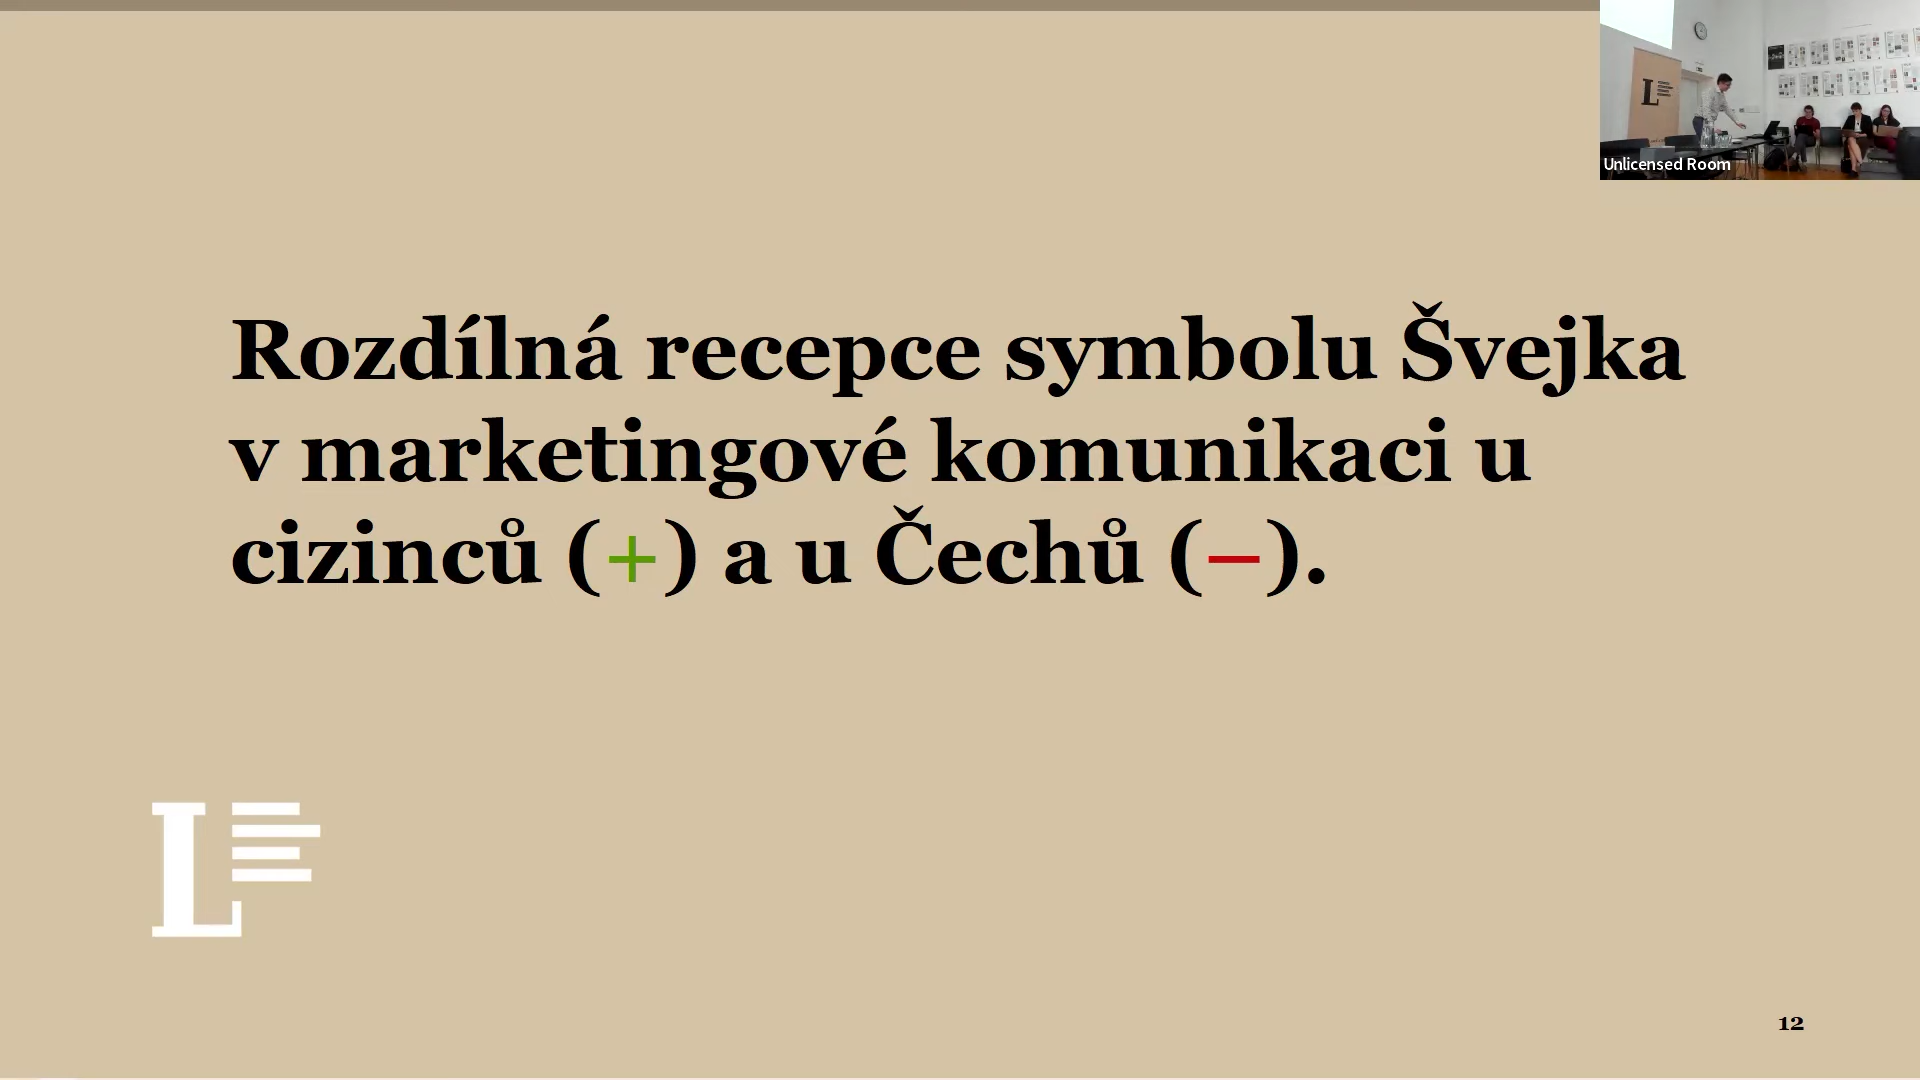 Unlicensed Room
Rozdílná recepce symbolu Švejka
v marketingové komunikaci u
cizinců (+) a u Čechů (–).
L
12